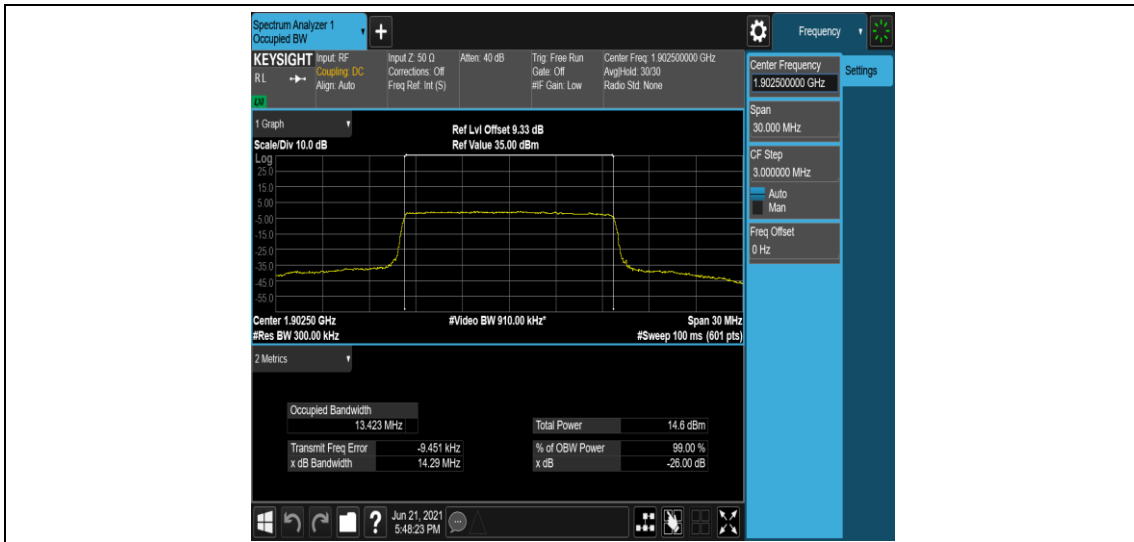 Spectrum Analyzer 1
Occupied BW
+
Frequency
KEYSIGHT
RL
LXI
Input: RF
Coupling: DC
Align: Auto
Input Z: 50 Ω
Corrections: Off
Freq Ref: Int (S)
Atten: 40 dB
Trig: Free Run
Gate: Off
#IF Gain: Low
Center Freq: 1.902500000 GHz
Avg|Hold: 30/30
Radio Std: None
Center Frequency
1.902500000 GHz
Settings
Span
30.000 MHz
CF Step
3.000000 MHz
Auto
Man
Freq Offset
0 Hz
1 Graph
Scale/Div 10.0 dB
Ref Lvl Offset 9.33 dB
Ref Value 35.00 dBm
Log
25.0
15.0
5.00
-5.00
-15.0
-25.0
-35.0
-45.0
-55.0
Center 1.90250 GHz
#Video BW 910.00 kHz*
Span 30 MHz
#Res BW 300.00 kHz
#Sweep 100 ms (601 pts)
2 Metrics
Occupied Bandwidth
13.423 MHz
Total Power 14.6 dBm
Transmit Freq Error -9.451 kHz
% of OBW Power 99.00 %
x dB Bandwidth 14.29 MHz
x dB -26.00 dB
?
Jun 21, 2021
5:48:23 PM